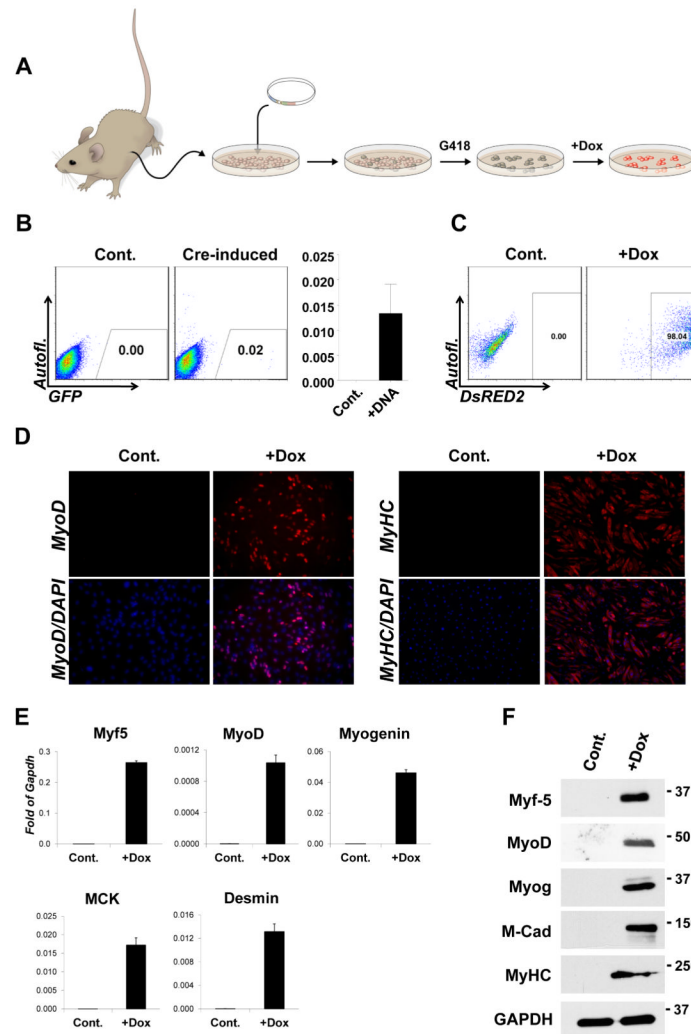 A
G418
+Dox
B
Cont.
Cre-induced
0.00
0.02
Autofl.
GFP
0.025
0.020
0.015
0.010
0.005
0.000
Cont.
+DNA
C
Cont.
+Dox
0.00
98.04
Autofl.
DsRED2
D
Cont.
+Dox
MyoD
MyoD/DAPI
Cont.
+Dox
MyHC
MyHC/DAPI
E
Myf5
Fold of Gapdh
0.3
0.2
0.1
0.0
Cont. +Dox
MyoD
0.0012
0.0008
0.0004
0.0000
Cont. +Dox
Myogenin
0.06
0.04
0.02
0.00
Cont. +Dox
MCK
0.025
0.020
0.015
0.010
0.005
0.000
Cont. +Dox
Desmin
0.016
0.012
0.008
0.004
0.000
Cont. +Dox
F
Cont.
+Dox
Myf-5
37
MyoD
50
Myog
37
M-Cad
15
MyHC
25
GAPDH
37